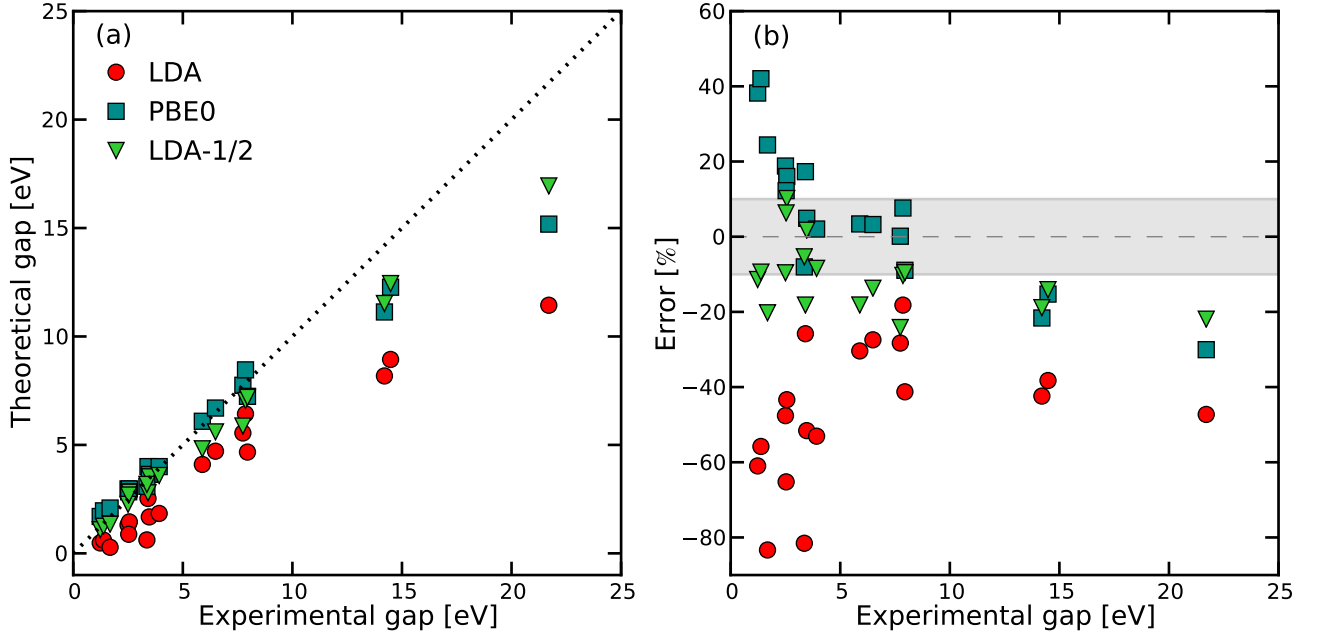 (a)
LDA
PBE0
LDA-1/2
25
20
15
10
5
0
Theoretical gap [eV]
0 5 10 15 20 25
Experimental gap [eV]
(b)
60
40
20
0
−20
−40
−60
−80
Error [%]
0 5 10 15 20 25
Experimental gap [eV]